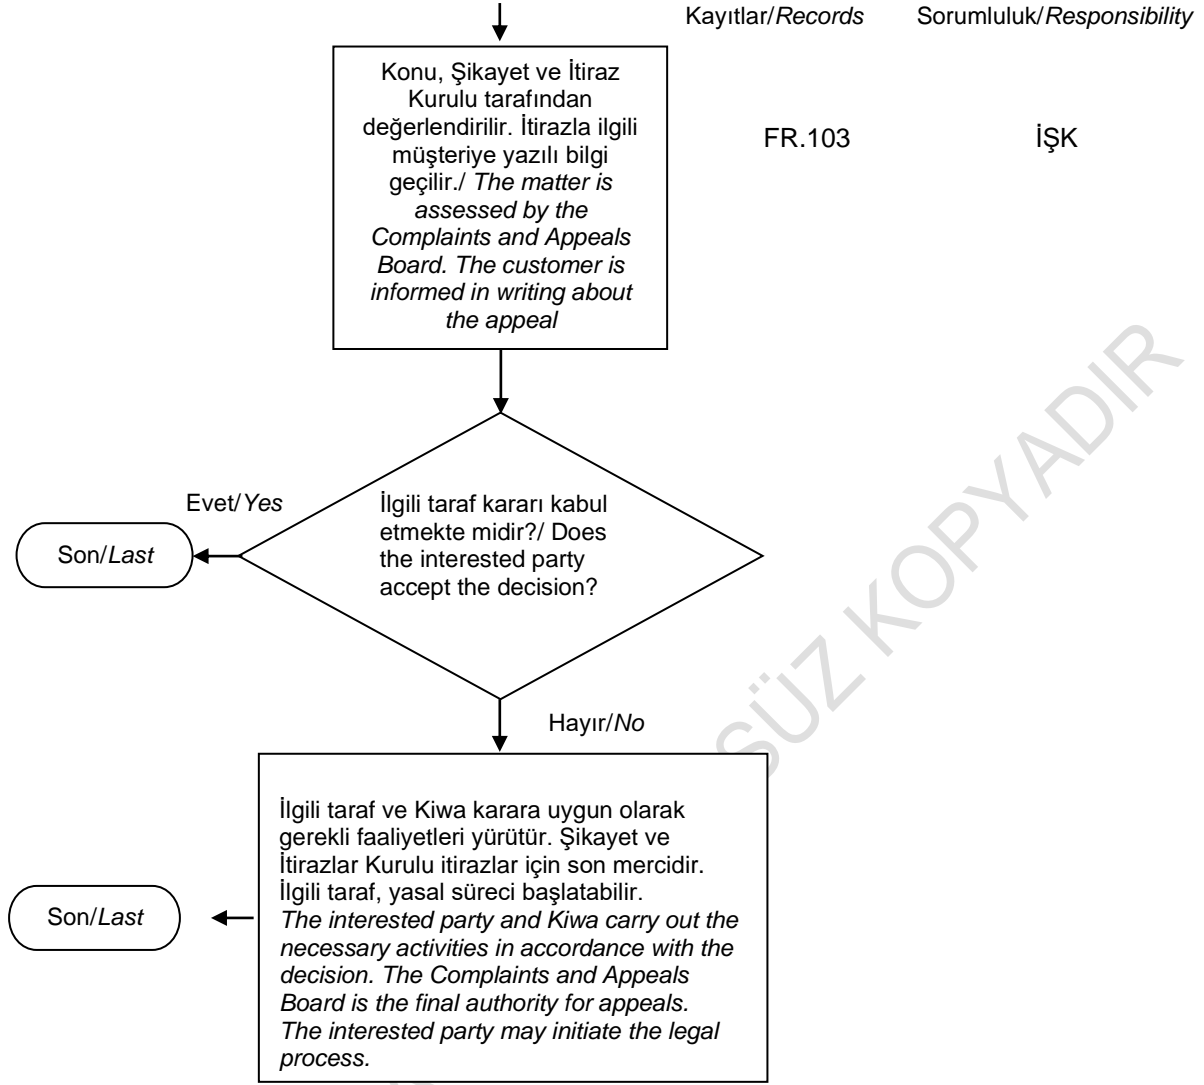 Kayıtlar/Records Sorumluluk/Responsibility
Konu, Şikayet ve İtiraz
Kurulu tarafından
değerlendirilir. İtirazla ilgili
müşteriye yazılı bilgi
geçilir./ The matter is
assessed by the
Complaints and Appeals
Board. The customer is
informed in writing about
the appeal
FR.103 İŞK
Evet/Yes
İlgili taraf kararı kabul
etmekte midir?/ Does
the interested party
accept the decision?
Son/Last
Hayır/No
İlgili taraf ve Kiwa karara uygun olarak
gerekli faaliyetleri yürütür. Şikayet ve
İtirazlar Kurulu itirazlar için son mercidir.
İlgili taraf, yasal süreci başlatabilir.
The interested party and Kiwa carry out the
necessary activities in accordance with the
decision. The Complaints and Appeals
Board is the final authority for appeals.
The interested party may initiate the legal
process.
Son/Last
SÜZ KOPYADIR